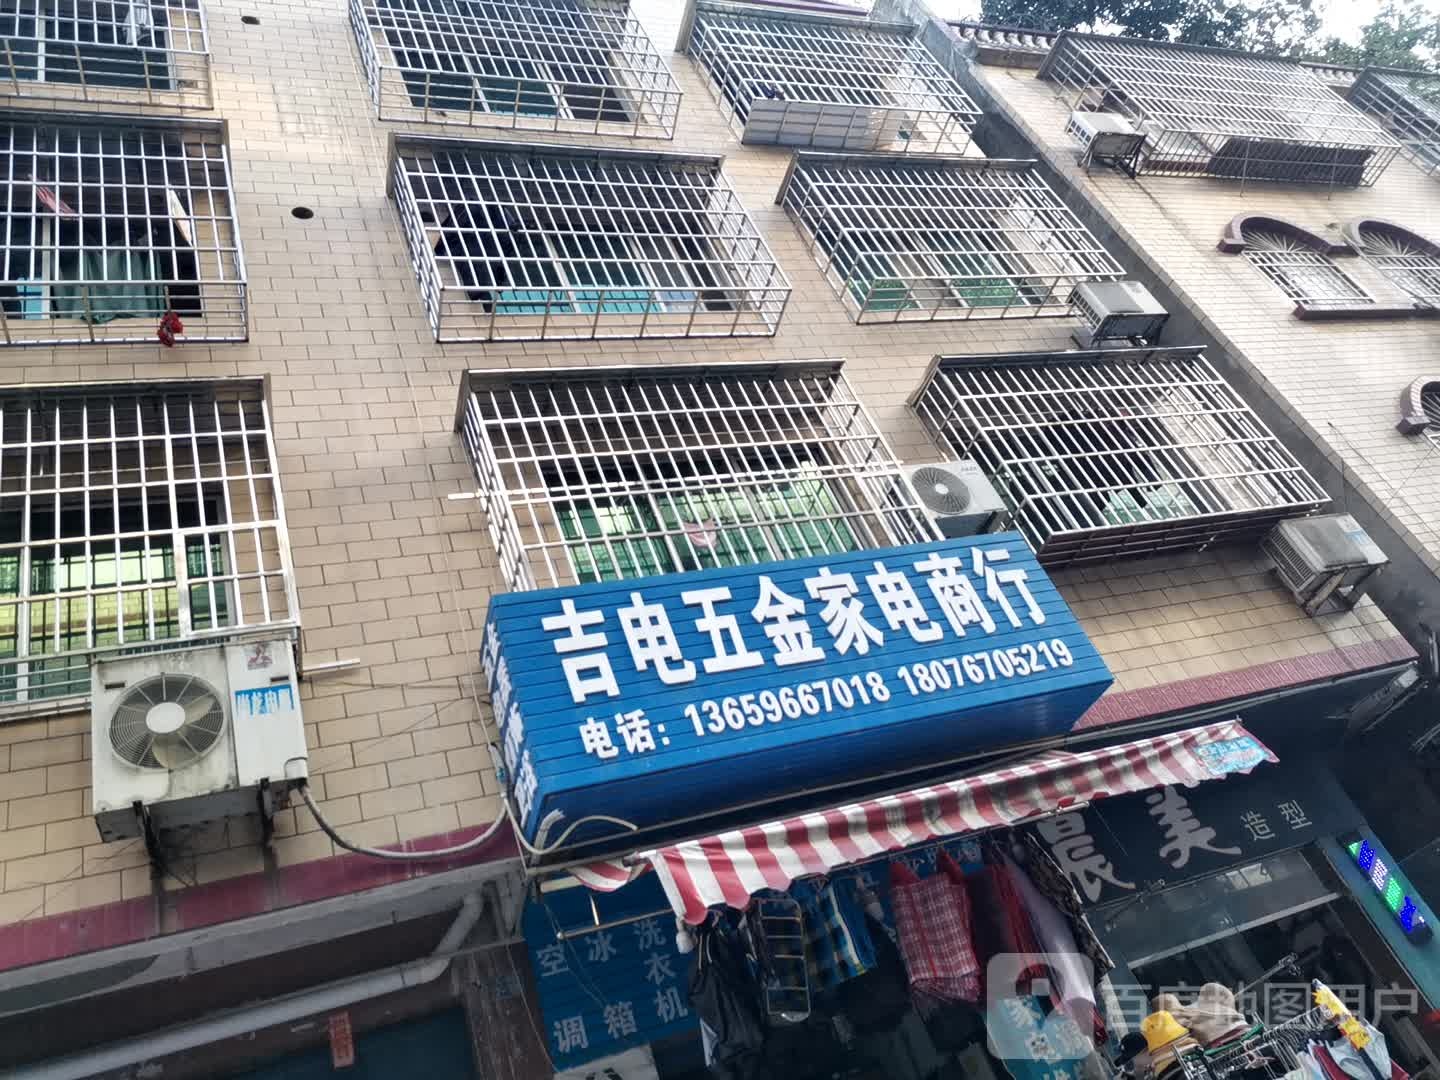 吉电五金家电商行
电话：13659667018 18076705219
晨美造型
空调
冰箱
洗衣机
百度地图用户